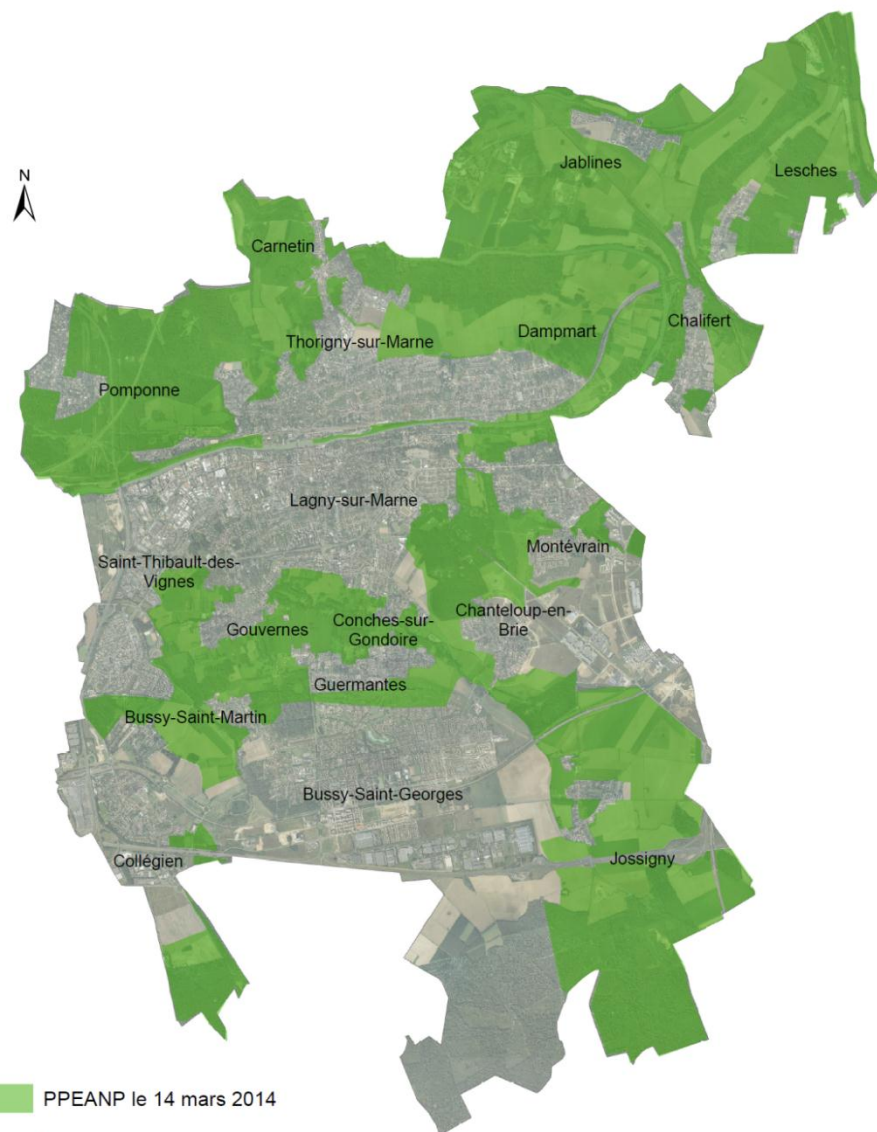 Jablines
Lesches
N
Carnetin
Chalifert
Dampmart
Thorigny-sur-Marne
Pomponne
Lagny-sur-Marne
Montévrain
Saint-Thibault-des-
Vignes
Chanteloup-en-
Brie
Gouvernes
Conches-sur-
Gondoire
Guermantes
Bussy-Saint-Martin
Bussy-Saint-Georges
Collégien
Jossigny
PPEANP le 14 mars 2014